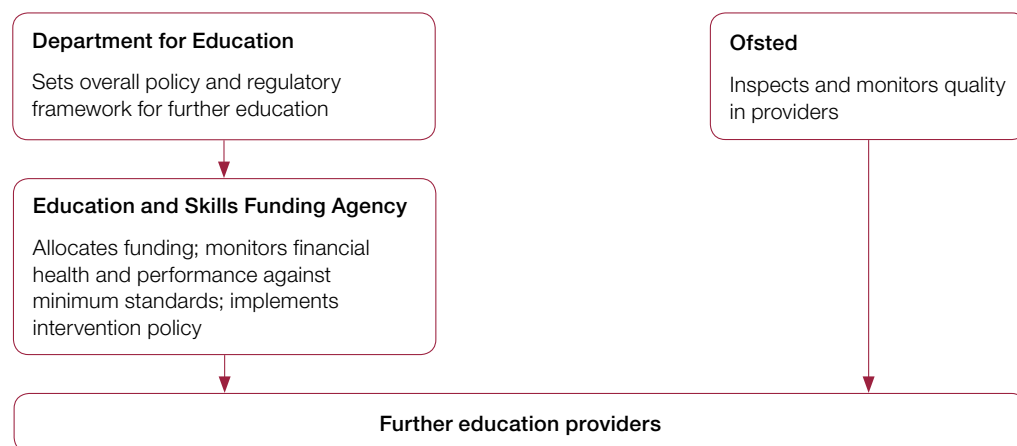 Department for Education
Sets overall policy and regulatory
framework for further education
Ofsted
Inspects and monitors quality
in providers
Education and Skills Funding Agency
Allocates funding; monitors financial
health and performance against
minimum standards; implements
intervention policy
Further education providers